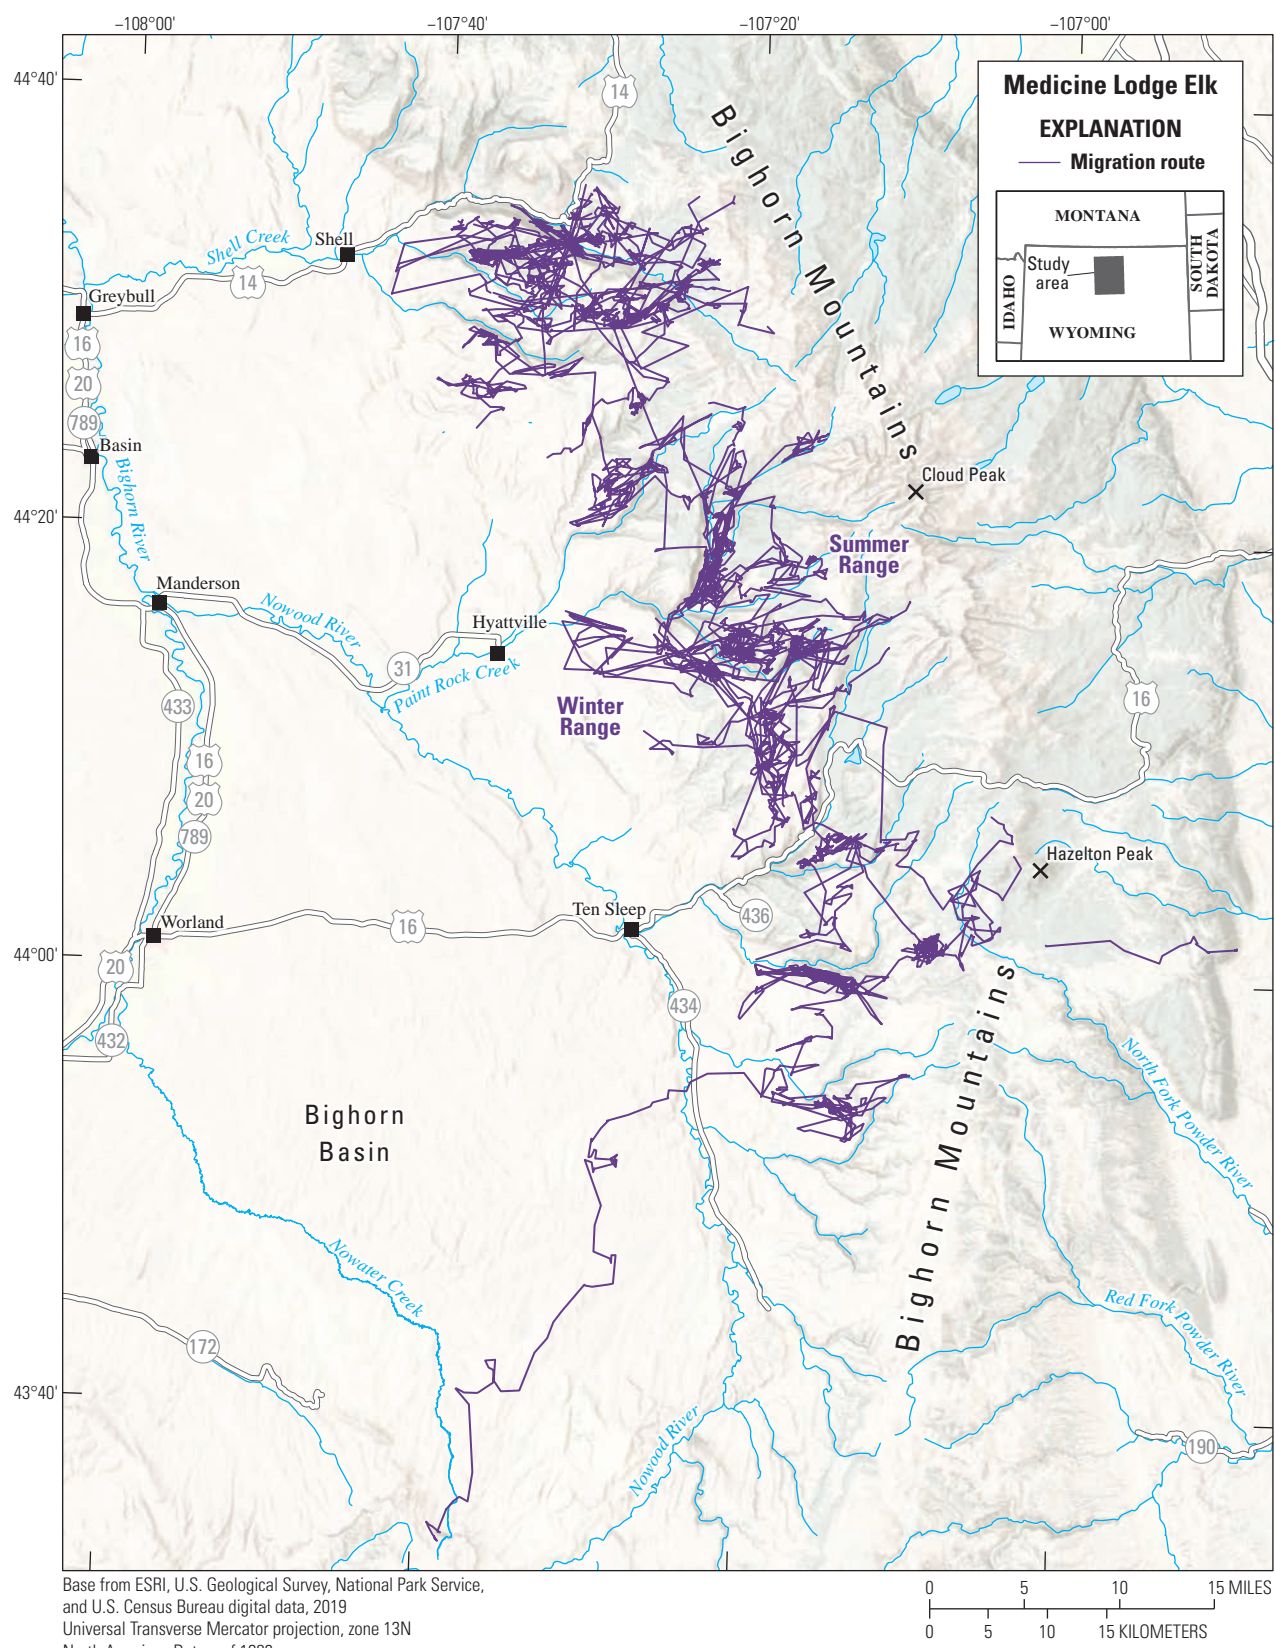 –108°00'
–107°40'
–107°20'
–107°00'
44°40'
44°20'
44°00'
43°40'
Medicine Lodge Elk
EXPLANATION
Migration route
MONTANA
Study
area
IDAHO
SOUTH
DAKOTA
WYOMING
14
Bighorn Mountains
Shell Creek
Shell
14
Greybull
16
20
789
Basin
Bighorn River
Cloud Peak
Summer
Range
Manderson
Nowood River
Hyattville
31
Paint Rock Creek
Winter
Range
433
16
16
20
789
Hazelton Peak
Ten Sleep
436
Worland
16
20
434
432
Bighorn Mountains
North Fork Powder River
Bighorn
Basin
Nowater Creek
Red Fork Powder River
172
Nowood River
190
Base from ESRI, U.S. Geological Survey, National Park Service,
and U.S. Census Bureau digital data, 2019
Universal Transverse Mercator projection, zone 13N
0 5 10 15 MILES
0 5 10 15 KILOMETERS